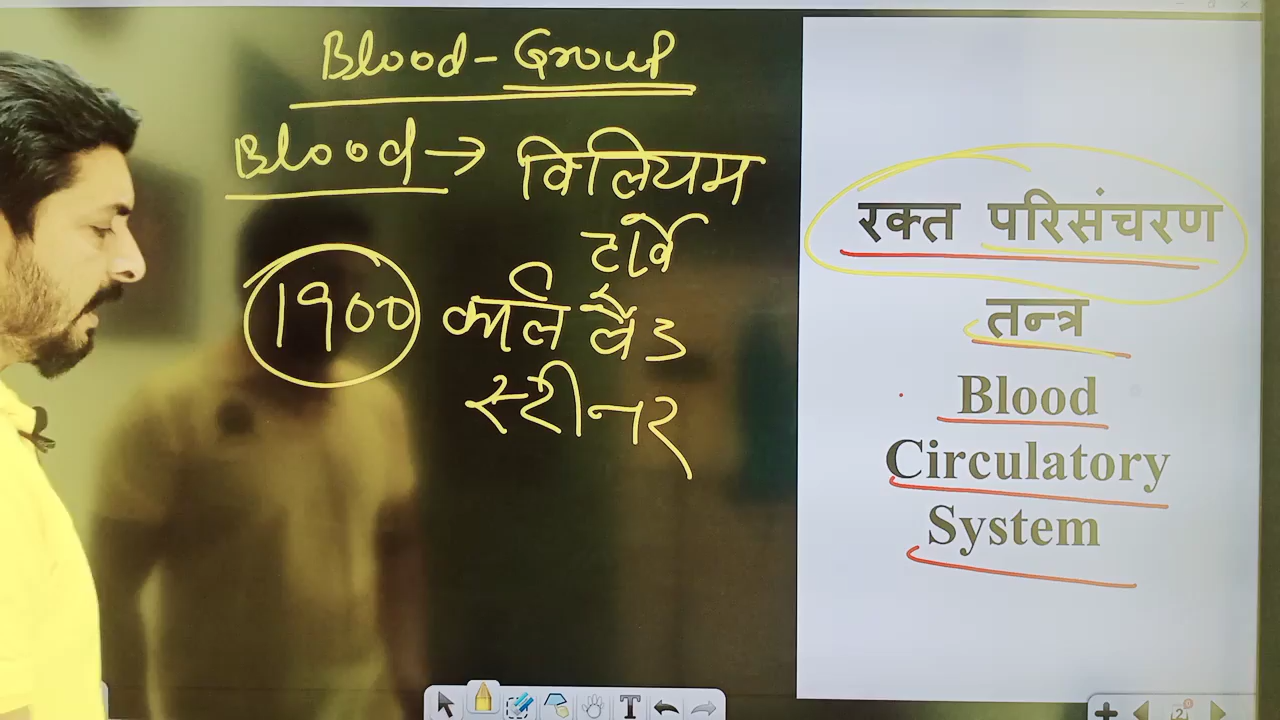 Blood-Group
Blood → विलियम
हार्वे
1900 कार्ल लैंड
स्टीनर
रक्त परिसंचरण
तन्त्र
Blood
Circulatory
System
T